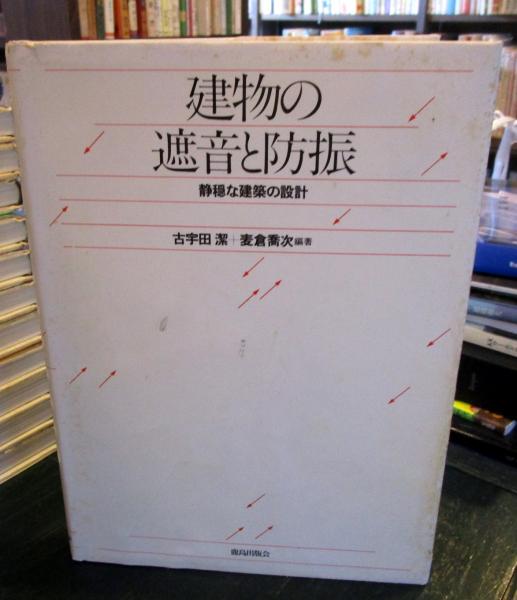 建物の
遮音と防振
静穏な建築の設計
古宇田 潔+麦倉喬次編著
鹿島出版会